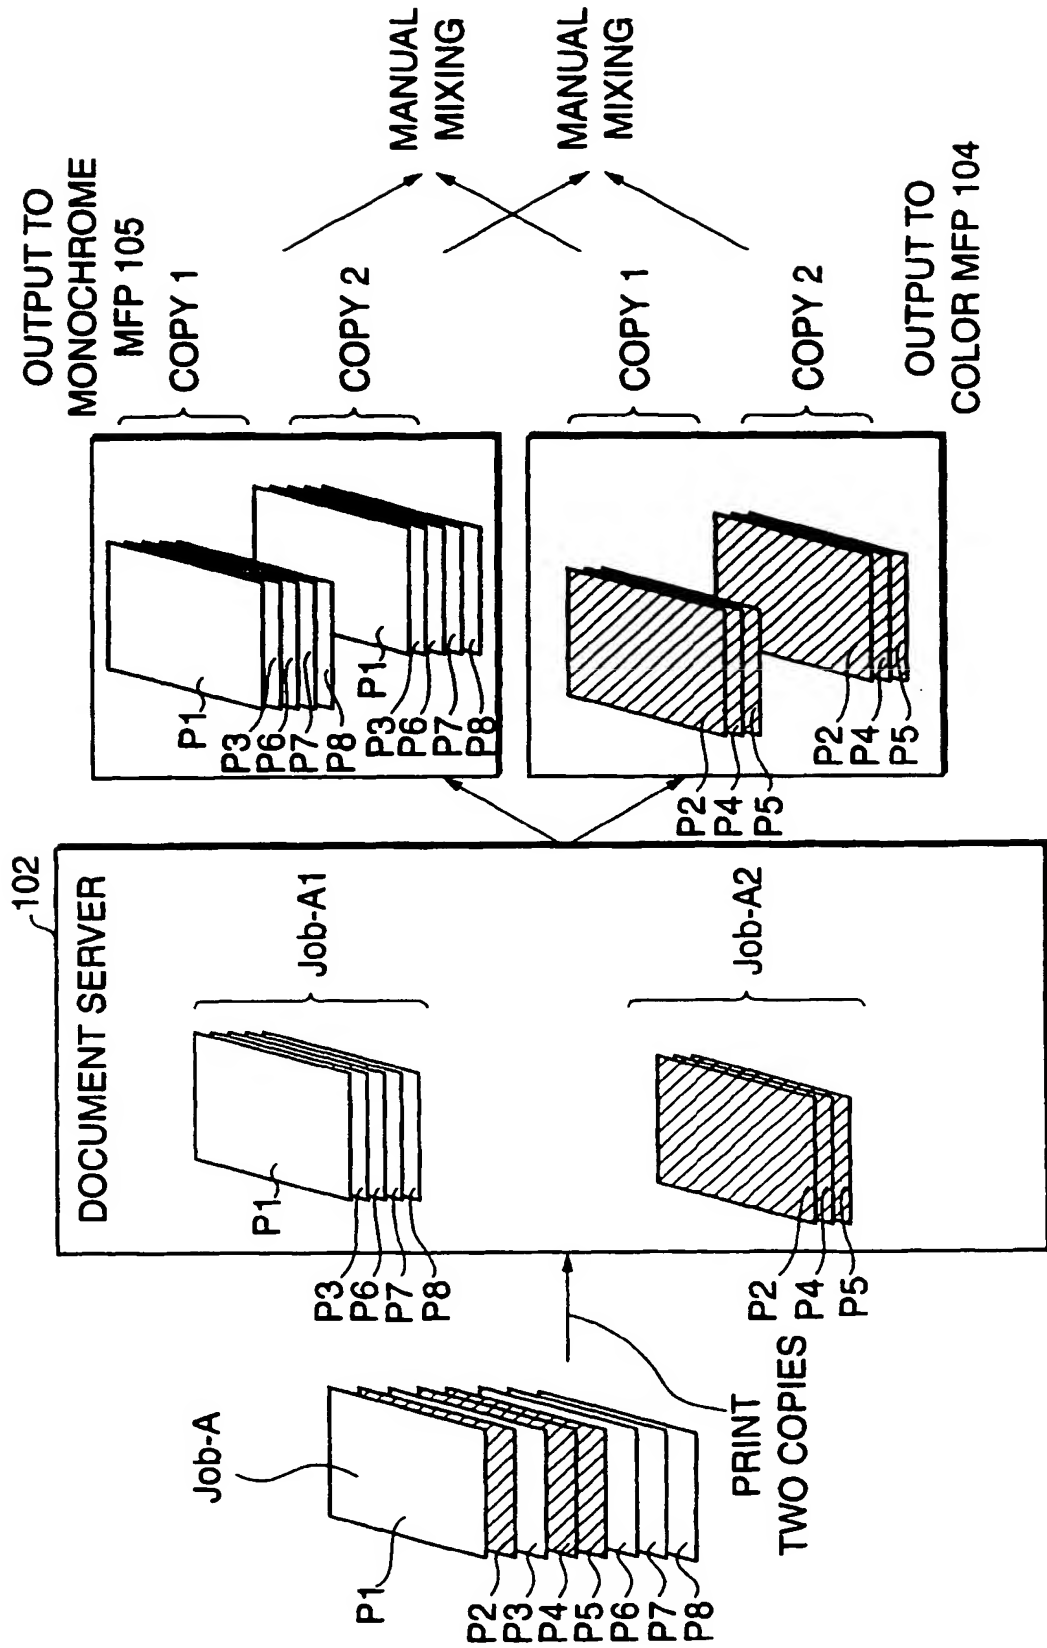 Job-A
P1
P2
P3
P4
P5
P6
P7
P8
PRINT
TWO COPIES
102
DOCUMENT SERVER
P1
P3
P6
P7
P8
Job-A1
P2
P4
P5
Job-A2
P1
P3
P6
P7
P8
P1
P3
P6
P7
P8
OUTPUT TO
MONOCHROME
MFP 105
COPY 1
COPY 2
P2
P4
P5
P2
P4
P5
COPY 1
COPY 2
OUTPUT TO
COLOR MFP 104
MANUAL
MIXING
MANUAL
MIXING